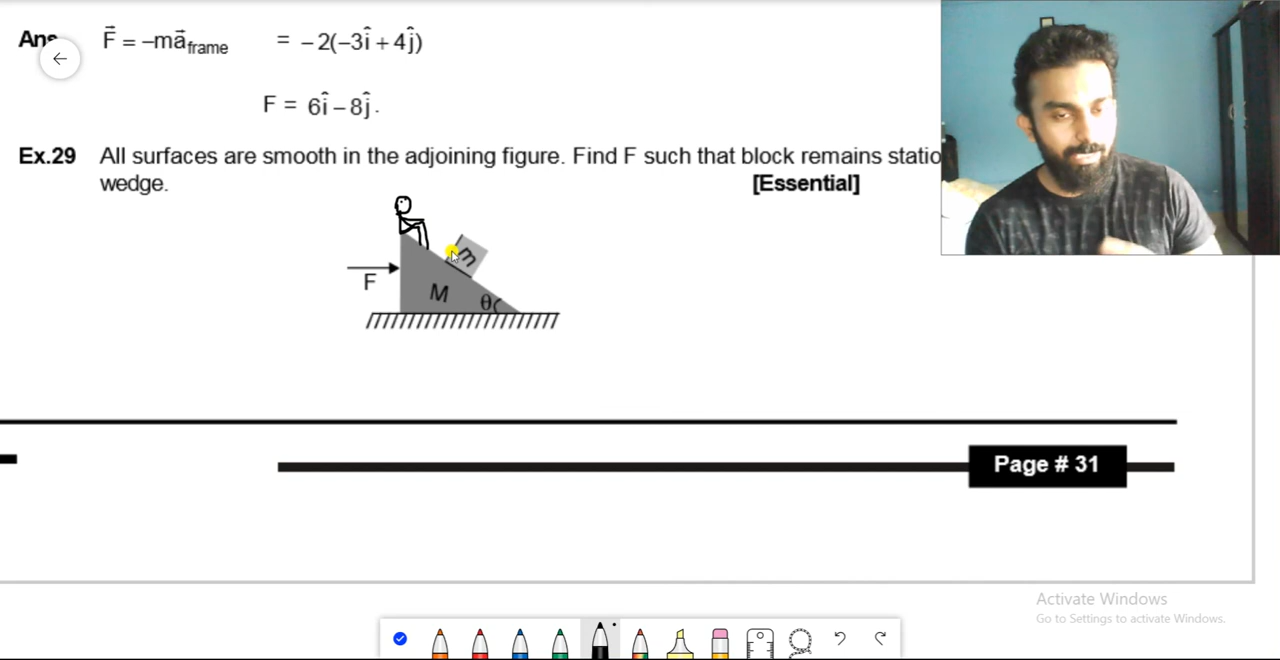 Ans
F⃗ = –ma⃗frame = – 2(–3î + 4ĵ)
F = 6î – 8ĵ.
Ex.29 All surfaces are smooth in the adjoining figure. Find F such that block remains
wedge. [Essential]
m
F
M
θ
Page # 31
Activate Windows
Go to Settings to activate Windows.